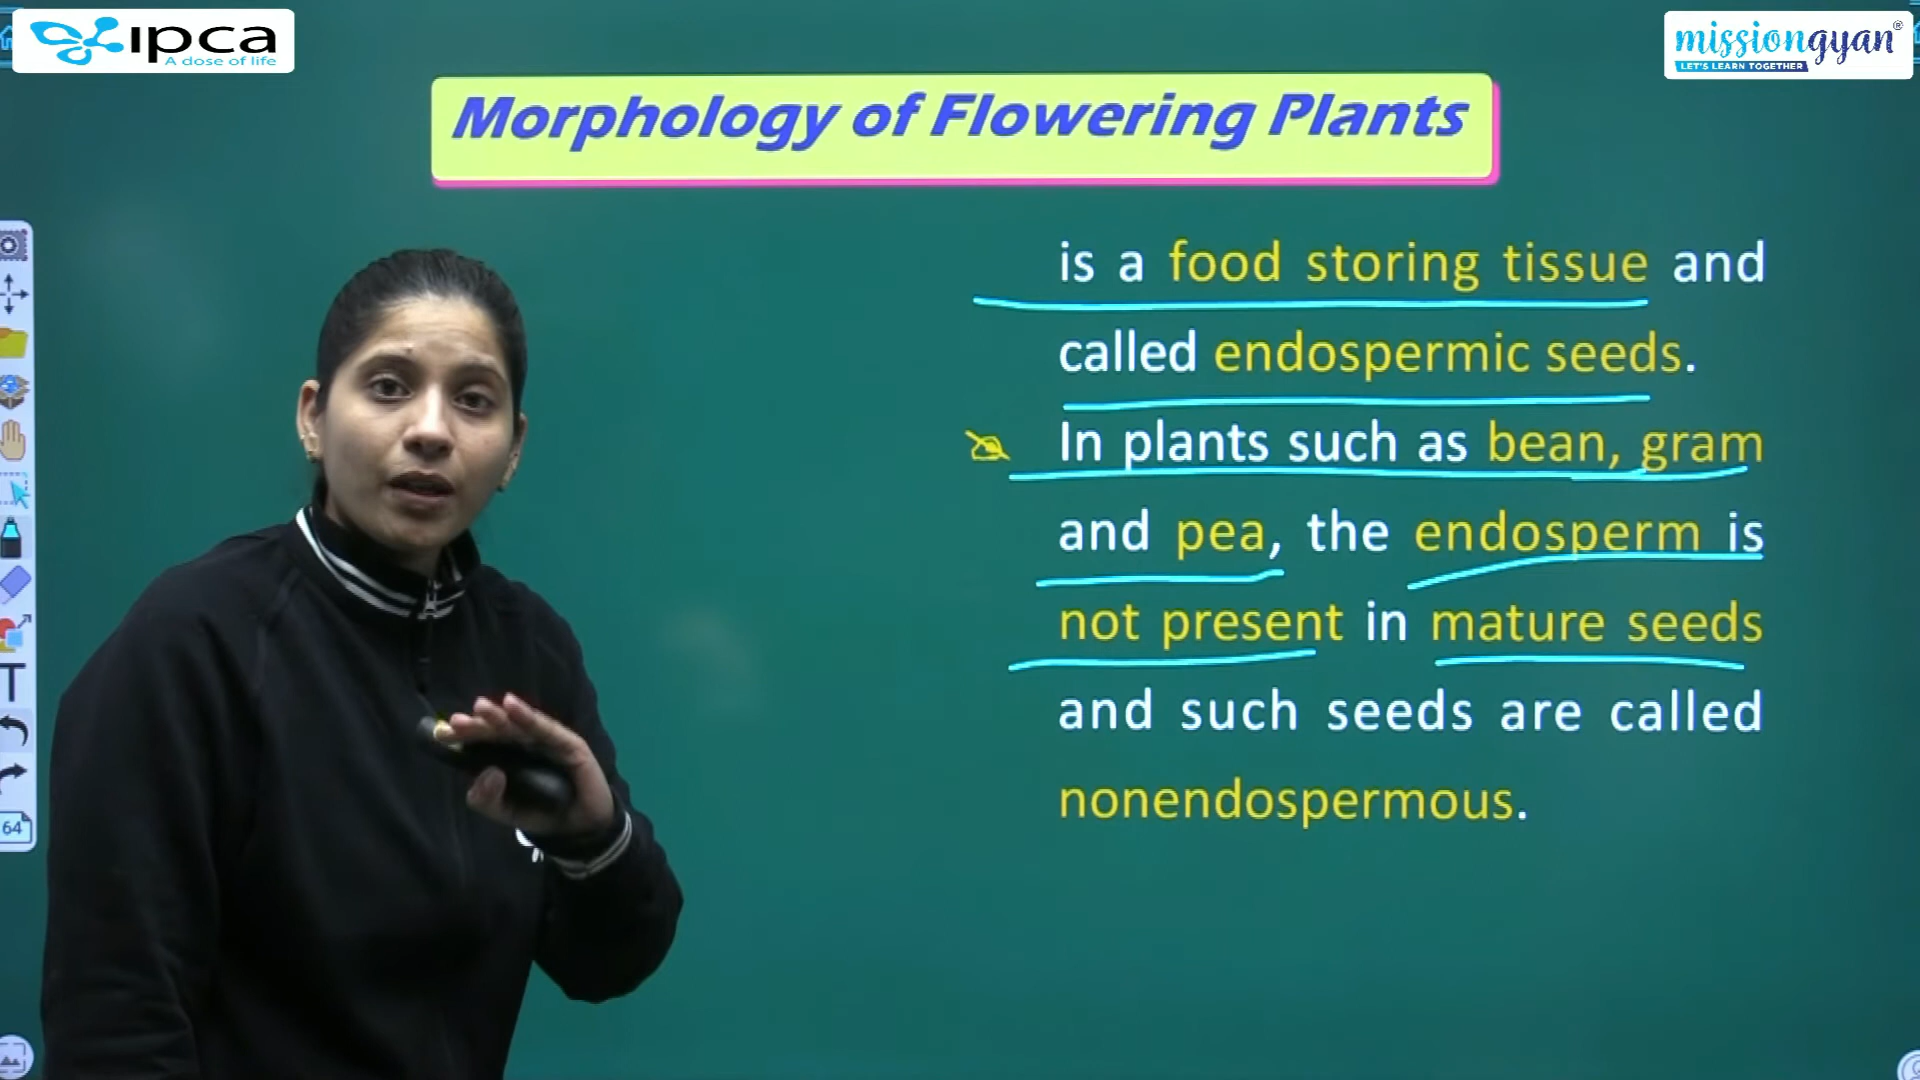 ipca
A dose of life
missiongyan®
LET'S LEARN TOGETHER
Morphology of Flowering Plants
is a food storing tissue and
called endospermic seeds.
In plants such as bean, gram
and pea, the endosperm is
not present in mature seeds
and such seeds are called
nonendospermous.
T
64